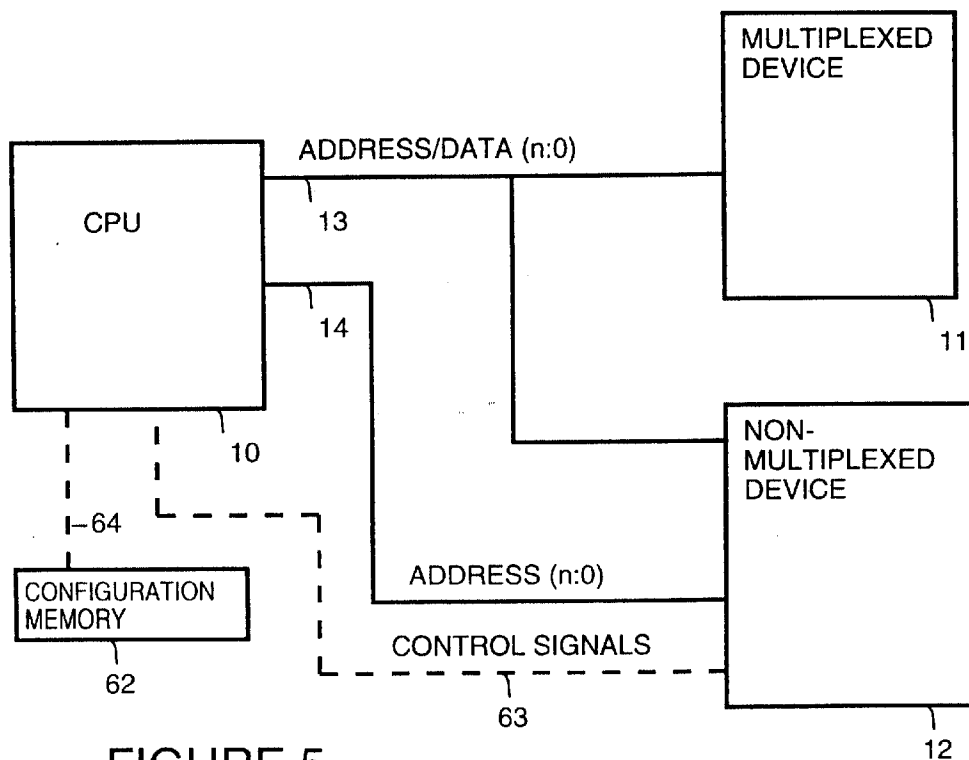 MULTIPLEXED
DEVICE
ADDRESS/DATA (n:0)
CPU
13
14
11
10
NON-
MULTIPLEXED
DEVICE
64
CONFIGURATION
MEMORY
ADDRESS (n:0)
CONTROL SIGNALS
62
63
12
FIGURE 5